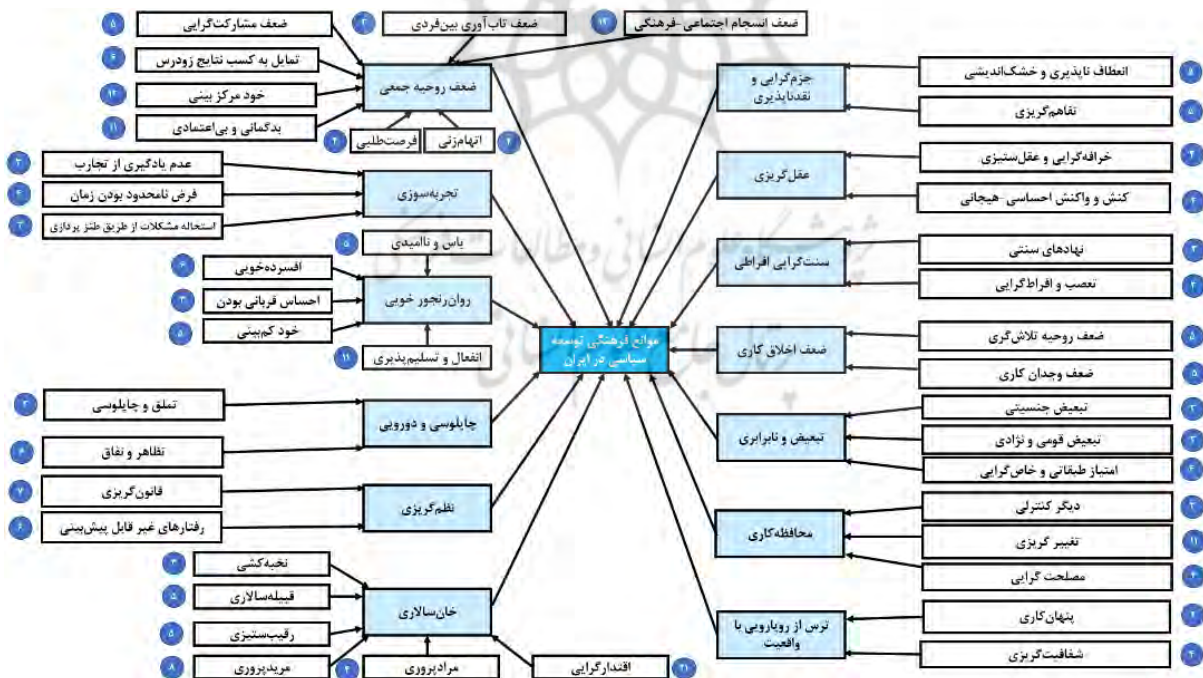 ضعف انسجام اجتماعی -فرهنگی
ضعف تاب‌آوری بین‌فردی
ضعف مشارکت‌گرایی
تمایل به کسب نتایج زودرس
خود مرکز بینی
بدگمانی و بی‌اعتمادی
ضعف روحیه جمعی
اتهام‌زنی
فرصت‌طلبی
عدم یادگیری از تجارب
فرض نامحدود بودن زمان
استحاله مشکلات از طریق طنز پردازی
تجربه‌سوزی
یاس و ناامیدی
افسرده‌خویی
احساس قربانی بودن
خود کم‌بینی
روان‌رنجور خویی
انفعال و تسلیم‌پذیری
تملق و چاپلوسی
تظاهر و نفاق
چاپلوسی و دورویی
قانون‌گریزی
رفتارهای غیر قابل پیش‌بینی
نظم‌گریزی
نخبه‌کشی
قبیله‌سالاری
رقیب‌ستیزی
مریدپروری
خان‌سالاری
مرادپروری
اقتدارگرایی
موانع فرهنگی توسعه
سیاسی در ایران
جزم‌گرایی و
نقدناپذیری
انعطاف ناپذیری و خشک‌اندیشی
تفاهم‌گریزی
عقل‌گریزی
خرافه‌گرایی و عقل‌ستیزی
کنش و واکنش احساسی-هیجانی
سنت‌گرایی افراطی
نهادهای سنتی
تعصب و افراط‌گرایی
ضعف اخلاق کاری
ضعف روحیه تلاش‌گری
ضعف وجدان کاری
تبعیض و نابرابری
تبعیض جنسیتی
تبعیض قومی و نژادی
امتیاز طبقاتی و خاص‌گرایی
محافظه‌کاری
دیگر کنترلی
تغییر گریزی
مصلحت گرایی
ترس از رویارویی با
واقعیت
پنهان‌کاری
شفافیت‌گریزی
پژوهشگاه علوم انسانی و مطالعات فرهنگی